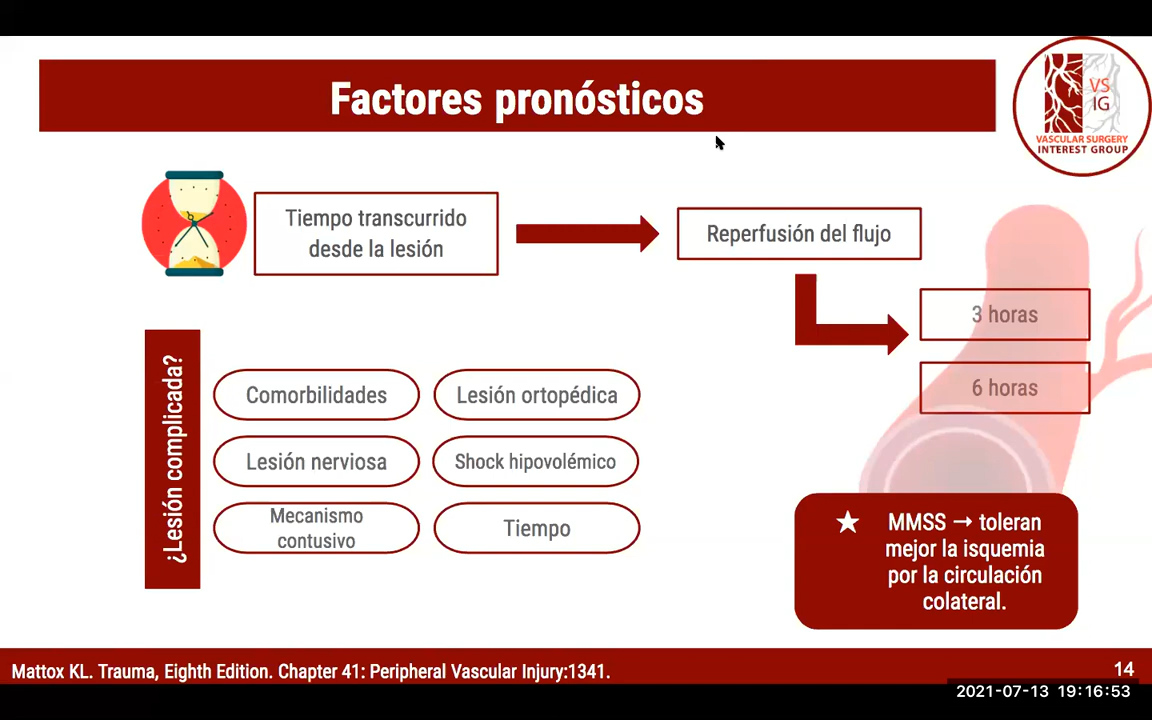 Factores pronósticos
VS
IG
VASCULAR SURGERY
INTEREST GROUP
Tiempo transcurrido
desde la lesión
Reperfusión del flujo
3 horas
6 horas
¿Lesión complicada?
Comorbilidades
Lesión ortopédica
Lesión nerviosa
Shock hipovolémico
Mecanismo
contusivo
Tiempo
★ MMSS → toleran
mejor la isquemia
por la circulación
colateral.
Mattox KL. Trauma, Eighth Edition. Chapter 41: Peripheral Vascular Injury:1341.
14
2021-07-13 19:16:53